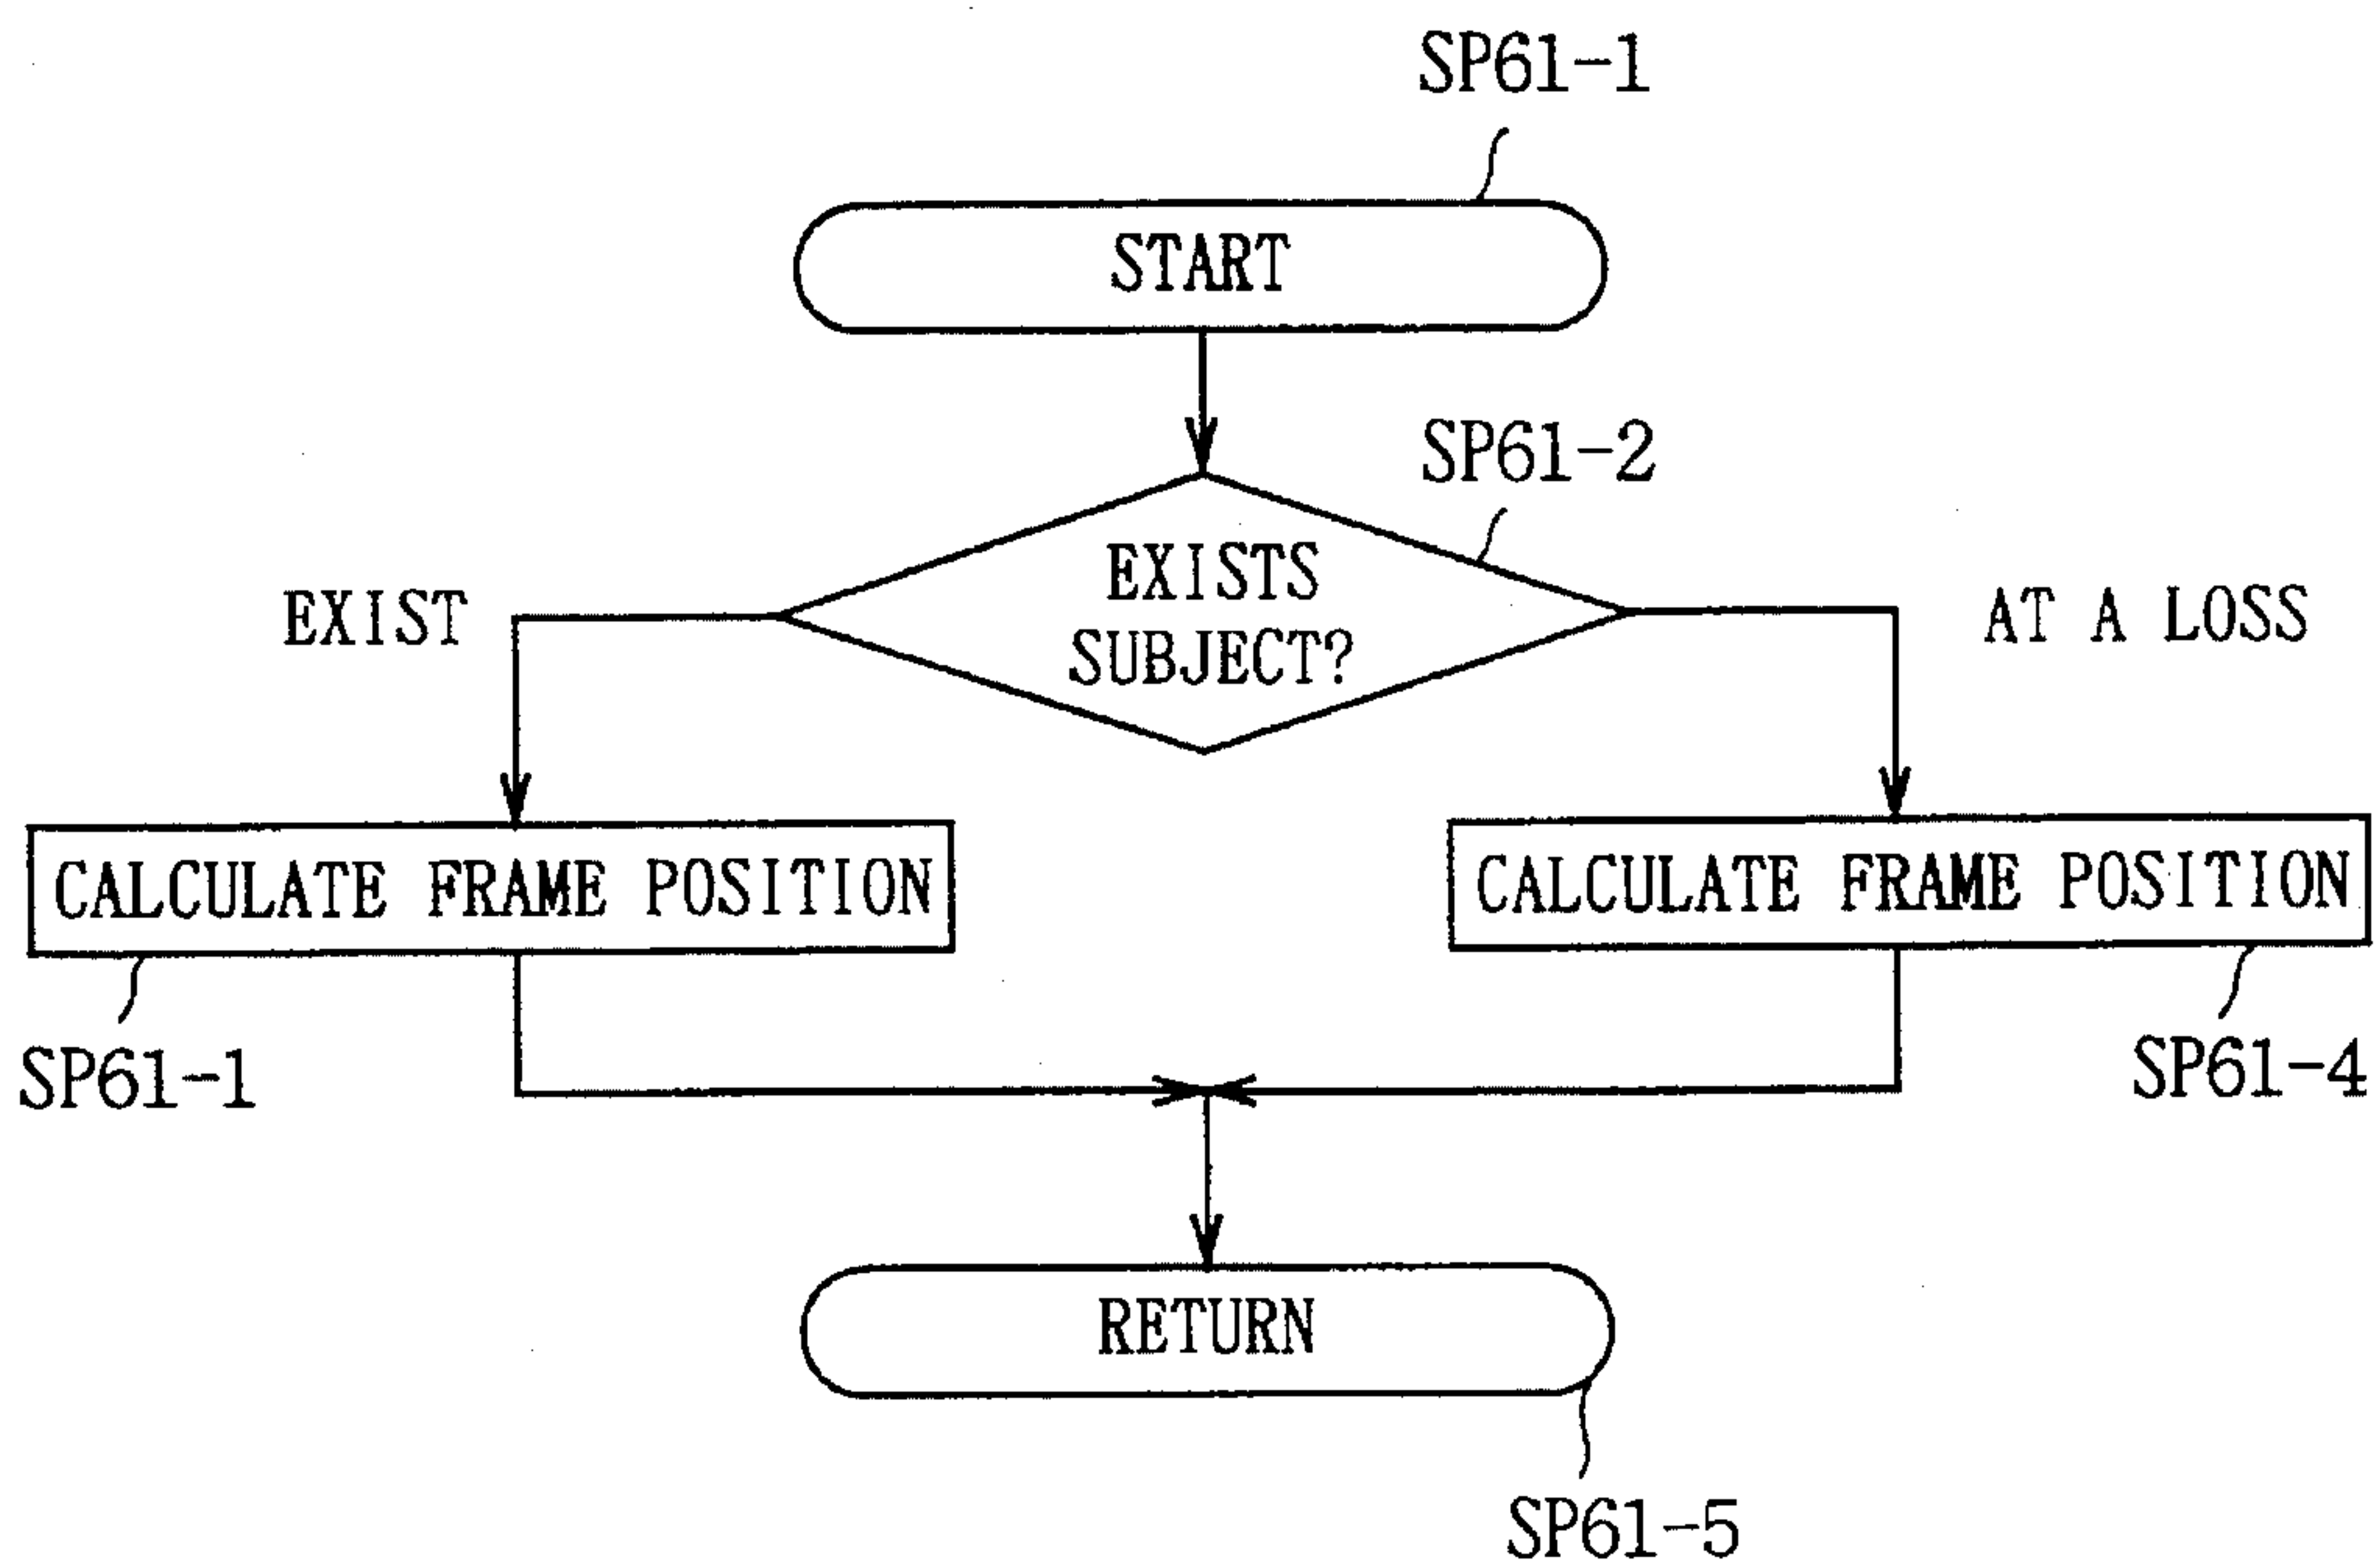 SP61-1
START
SP61-2
EXISTS
SUBJECT?
EXIST
AT A LOSS
CALCULATE FRAME POSITION
CALCULATE FRAME POSITION
SP61-1
SP61-4
RETURN
SP61-5